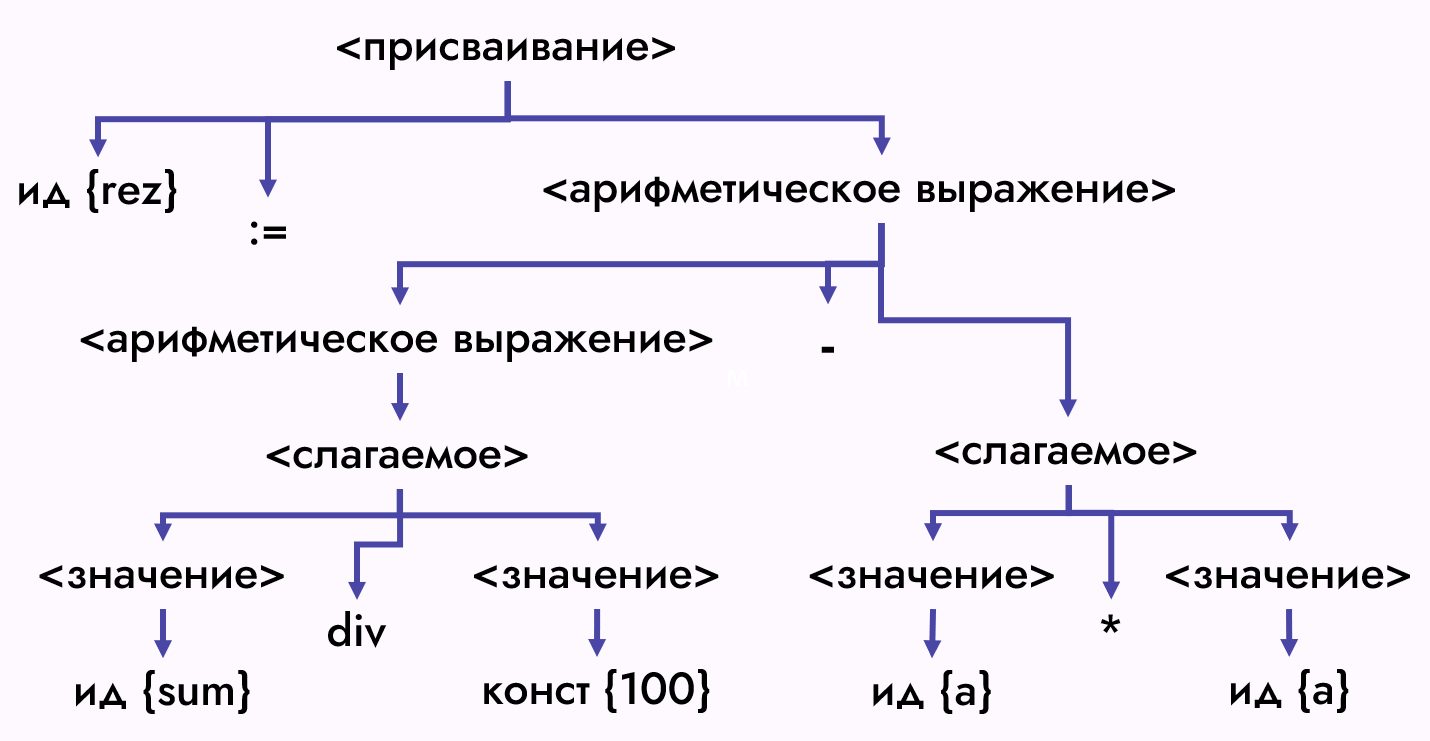 <присваивание>
ид {rez}
:=
<арифметическое выражение>
<арифметическое выражение>
-
м
<слагаемое>
<слагаемое>
<значение>
div
<значение>
<значение>
*
<значение>
ид {sum}
конст {100}
ид {a}
ид {a}